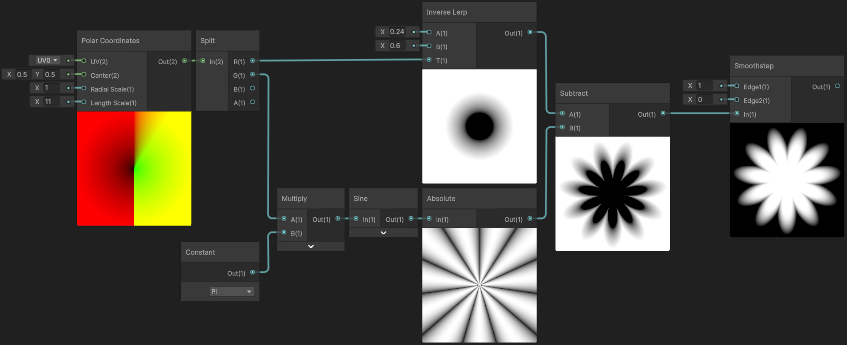 Polar Coordinates
UV0
UV(2)
Out(2)
X 0.5 Y 0.5
Center(2)
X 1
Radial Scale(1)
X 11
Length Scale(1)
Split
In(2)
R(1)
G(1)
B(1)
A(1)
Inverse Lerp
X 0.24
A(1)
Out(1)
X 0.6
B(1)
T(1)
Subtract
A(1)
Out(1)
B(1)
Smoothstep
X 1
Edge1(1)
Out(1)
X 0
Edge2(1)
In(1)
Multiply
A(1)
Out(1)
B(1)
Sine
In(1)
Out(1)
Absolute
In(1)
Out(1)
Constant
Out(1)
PI